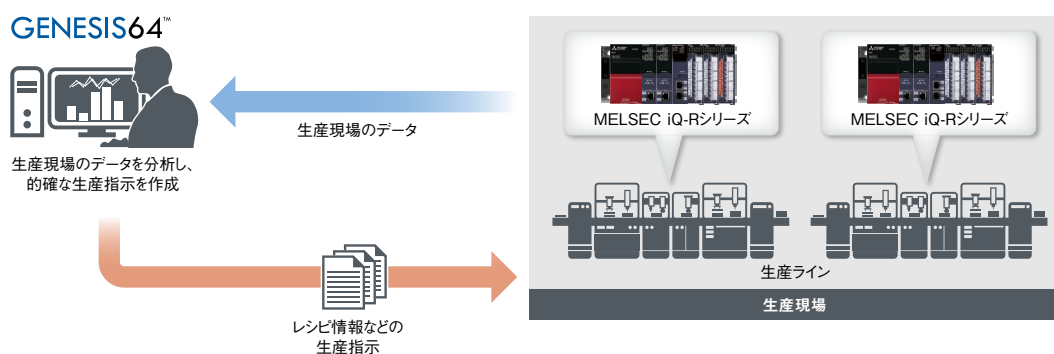 GENESIS64™
生産現場のデータを分析し、
的確な生産指示を作成
生産現場のデータ
レシピ情報などの
生産指示
MELSEC iQ-Rシリーズ
MELSEC iQ-Rシリーズ
生産ライン
生産現場